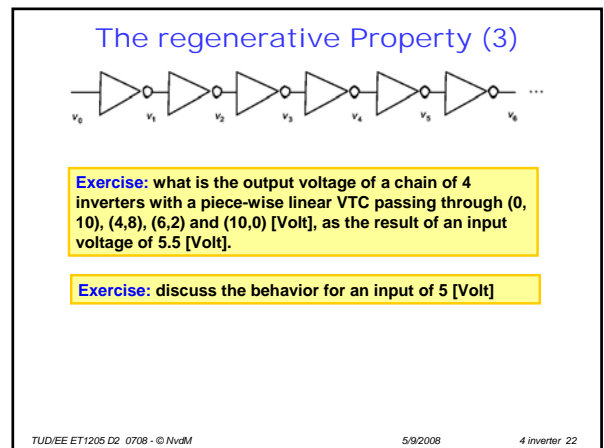 The regenerative Property (3)
v0 v1 v2 v3 v4 v5 v6 ...
Exercise: what is the output voltage of a chain of 4
inverters with a piece-wise linear VTC passing through (0,
10), (4,8), (6,2) and (10,0) [Volt], as the result of an input
voltage of 5.5 [Volt].
Exercise: discuss the behavior for an input of 5 [Volt]
TUD/EE ET1205 D2 0708 - © NvdM 5/9/2008 4 inverter 22